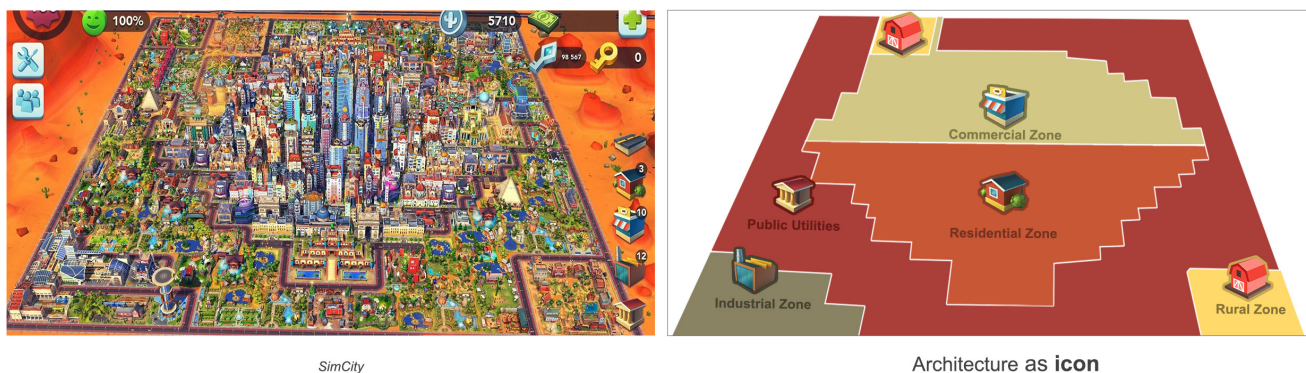 100%
5710
98 567
0
3
10
12
Commercial Zone
Public Utilities
Residential Zone
Industrial Zone
Rural Zone
SimCity
Architecture as icon